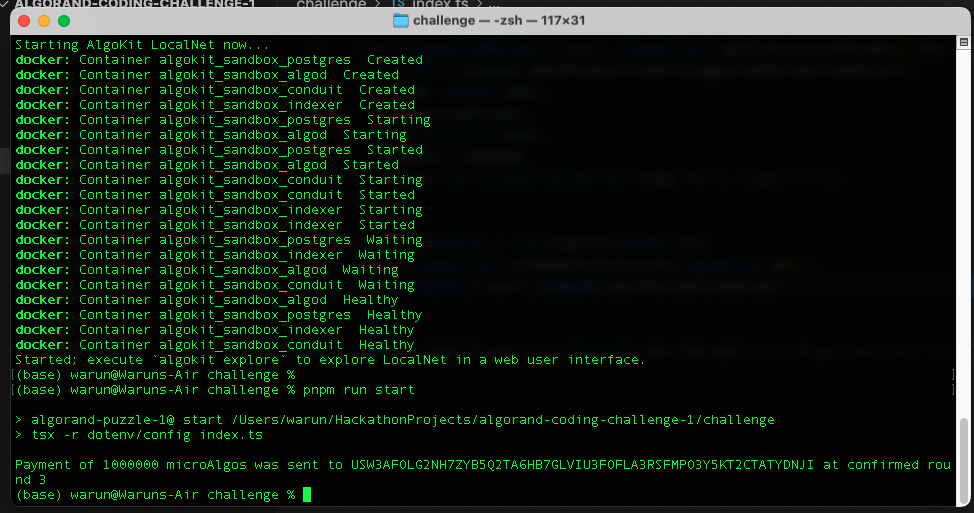 ALGORAND-CODING-CHALLENGE-1
challenge > TS index.ts > ...
challenge — -zsh — 117×31
Starting AlgoKit LocalNet now...
docker: Container algokit_sandbox_postgres  Created
docker: Container algokit_sandbox_algod  Created
docker: Container algokit_sandbox_conduit  Created
docker: Container algokit_sandbox_indexer  Created
docker: Container algokit_sandbox_postgres  Starting
docker: Container algokit_sandbox_algod  Starting
docker: Container algokit_sandbox_postgres  Started
docker: Container algokit_sandbox_algod  Started
docker: Container algokit_sandbox_conduit  Starting
docker: Container algokit_sandbox_conduit  Started
docker: Container algokit_sandbox_indexer  Starting
docker: Container algokit_sandbox_indexer  Started
docker: Container algokit_sandbox_postgres  Waiting
docker: Container algokit_sandbox_indexer  Waiting
docker: Container algokit_sandbox_algod  Waiting
docker: Container algokit_sandbox_conduit  Waiting
docker: Container algokit_sandbox_algod  Healthy
docker: Container algokit_sandbox_postgres  Healthy
docker: Container algokit_sandbox_indexer  Healthy
docker: Container algokit_sandbox_conduit  Healthy
Started; execute `algokit explore` to explore LocalNet in a web user interface.
[(base) warun@Waruns-Air challenge % ]
[(base) warun@Waruns-Air challenge % pnpm run start ]
> algorand-puzzle-1@ start /Users/warun/HackathonProjects/algorand-coding-challenge-1/challenge
> tsx -r dotenv/config index.ts
Payment of 1000000 microAlgos was sent to USW3AFOLG2NH7ZYB5Q2TA6HB7GLVIU3FOFLA3RSFMPO3Y5KT2CTATYDNJI at confirmed rou
nd 3
(base) warun@Waruns-Air challenge %